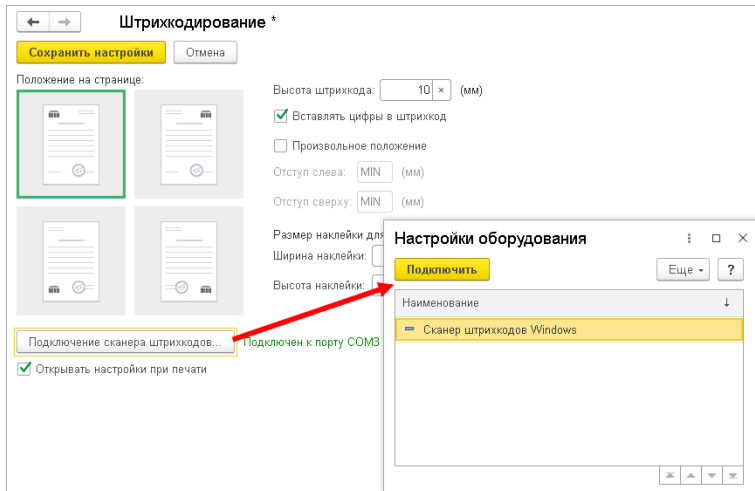 Штрихкодирование *
Сохранить настройки
Отмена
Положение на странице:
Высота штрихкода: 10 × (мм)
Вставлять цифры в штрихкод
Произвольное положение
Отступ слева: MIN (мм)
Отступ сверху: MIN (мм)
Размер наклейки для
Ширина наклейки:
Высота наклейки:
Подключение сканера штрихкодов...
Подключен к порту COM3
Открывать настройки при печати
Настройки оборудования
Подключить
Еще
?
Наименование
Сканер штрихкодов Windows